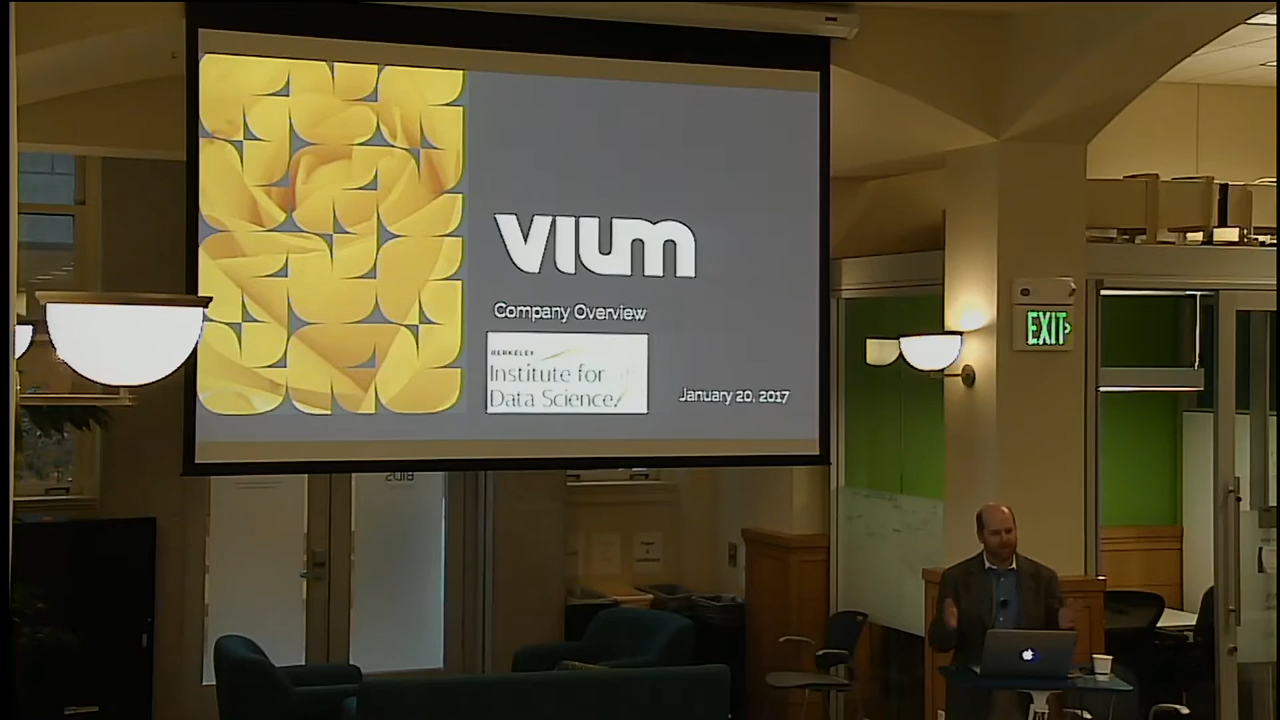 VIUM
Company Overview
BERKELEY
Institute for
Data Science
January 20, 2017
EXIT